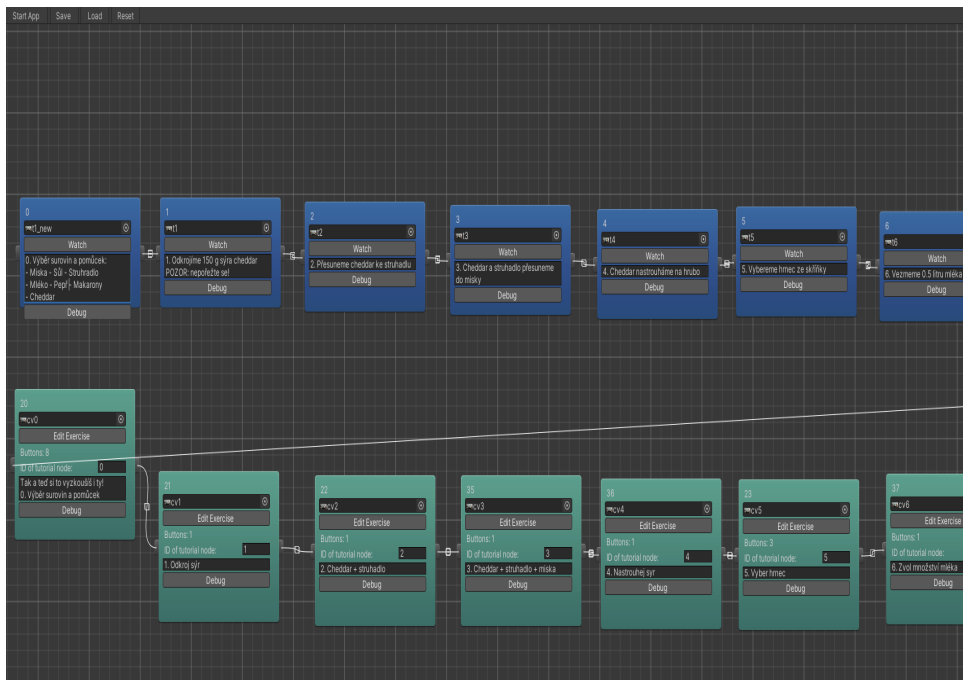 Start App Save Load Reset
0
t1_new
Watch
0. Výběr surovin a pomůcek:
- Miska - Sůl - Struhradlo
- Mléko - Pepř - Makarony
- Cheddar
Debug
1
t1
Watch
1. Odkrojíme 150 g sýra cheddar
POZOR: nepořežte se!
Debug
2
t2
Watch
2. Přesuneme cheddar ke struhadlu
Debug
3
t3
Watch
3. Cheddar a struhadlo přesuneme
do misky
Debug
4
t4
Watch
4. Cheddar nastrouháme na hrubo
Debug
5
t5
Watch
5. Vybereme hrnec ze skříňky
Debug
6
t6
Watch
6. Vezmeme 0.5 litru mléka
Debug
20
cv0
Edit Exercise
Buttons: 8
ID of tutorial node: 0
Tak a teď si to vyzkoušíš i ty!
0. Výběr surovin a pomůcek
Debug
21
cv1
Edit Exercise
Buttons: 1
ID of tutorial node: 1
1. Odkroj sýr
Debug
22
cv2
Edit Exercise
Buttons: 1
ID of tutorial node: 2
2. Cheddar + struhadlo
Debug
35
cv3
Edit Exercise
Buttons: 1
ID of tutorial node: 3
3. Cheddar + struhadlo + miska
Debug
36
cv4
Edit Exercise
Buttons: 1
ID of tutorial node: 4
4. Nastrouhej syr
Debug
23
cv5
Edit Exercise
Buttons: 3
ID of tutorial node: 5
5. Vyber hrnec
Debug
37
cv6
Edit Exercise
Buttons: 1
ID of tutorial node:
6. Zvol množství mléka
Debug